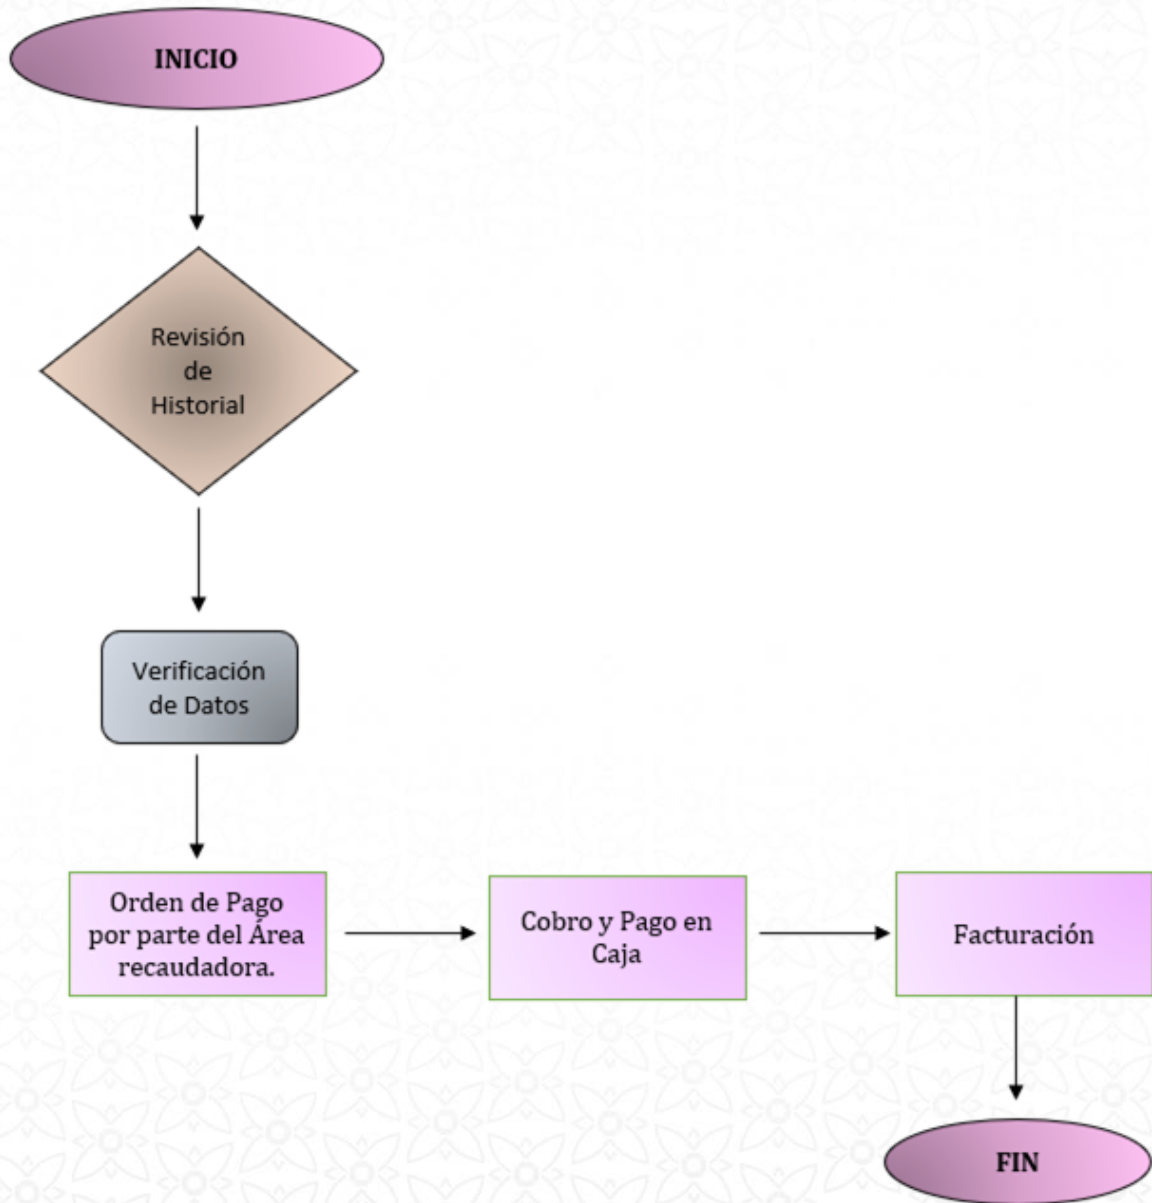 INICIO
Revisión
de
Historial
Verificación
de Datos
Orden de Pago
por parte del Área
recaudadora.
Cobro y Pago en
Caja
Facturación
FIN